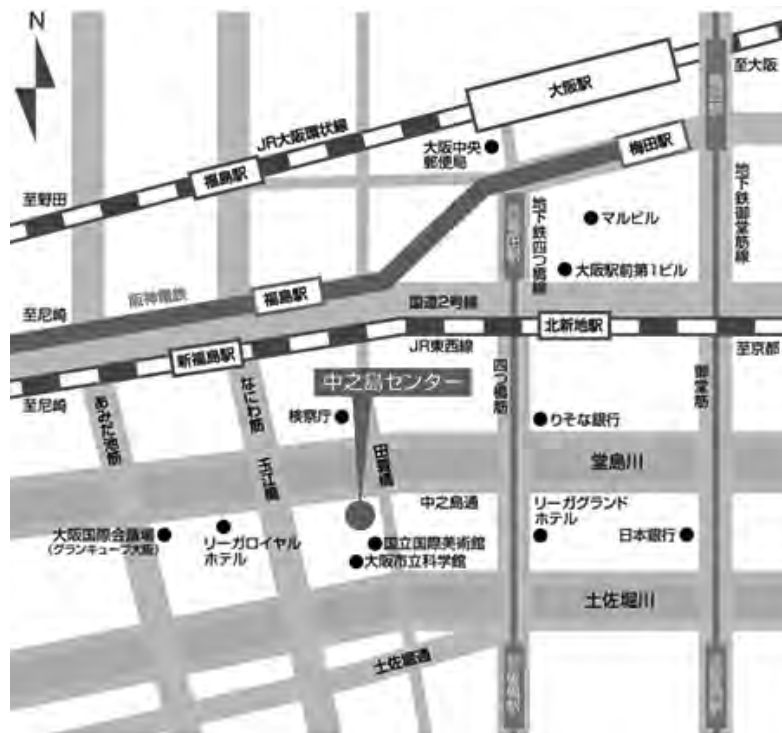 N
大阪駅
至大阪
JR大阪環状線
大阪中央
郵便局
梅田駅
福島駅
至野田
地下鉄四つ橋線
地下鉄御堂筋線
マルビル
大阪駅前第1ビル
阪神電鉄
福島駅
国道2号線
至尼崎
北新地駅
新福島駅
JR東西線
至京都
至尼崎
中之島センター
なにわ筋
あみだ池筋
四つ橋筋
御堂筋
検察庁
りそな銀行
玉江橋
田蓑橋
堂島川
中之島通
リーガグランド
ホテル
大阪国際会議場
(グランキューブ大阪)
リーガロイヤル
ホテル
国立国際美術館
大阪市立科学館
日本銀行
土佐堀川
土佐堀通